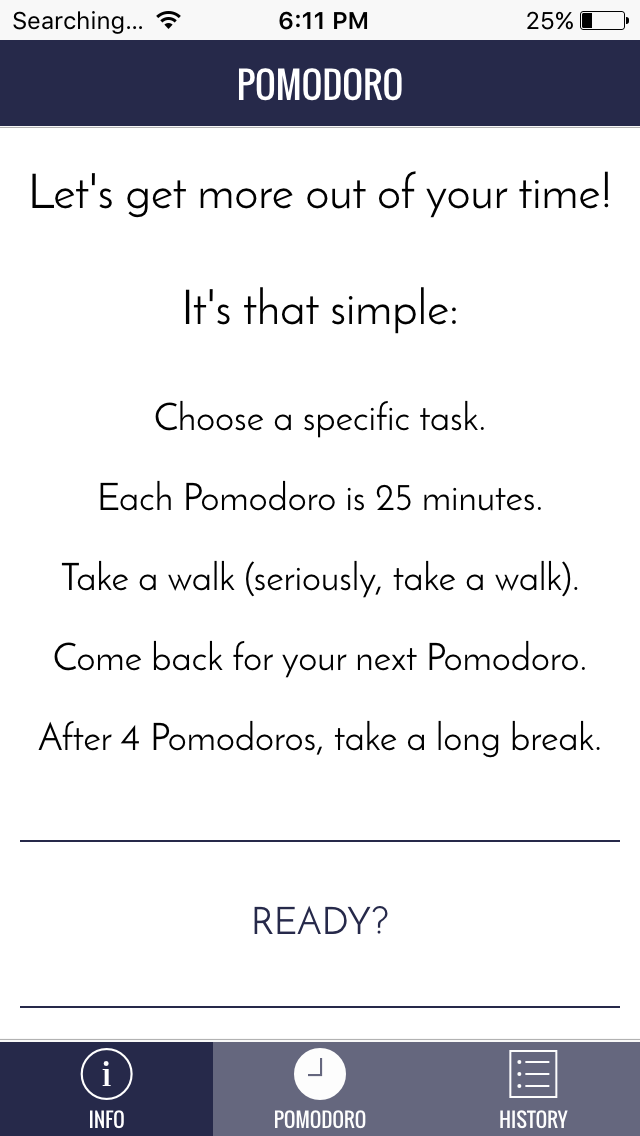 Searching...
6:11 PM
25%
POMODORO
Let's get more out of your time!
It's that simple:
Choose a specific task.
Each Pomodoro is 25 minutes.
Take a walk (seriously, take a walk).
Come back for your next Pomodoro.
After 4 Pomodoros, take a long break.
READY?
INFO
POMODORO
HISTORY